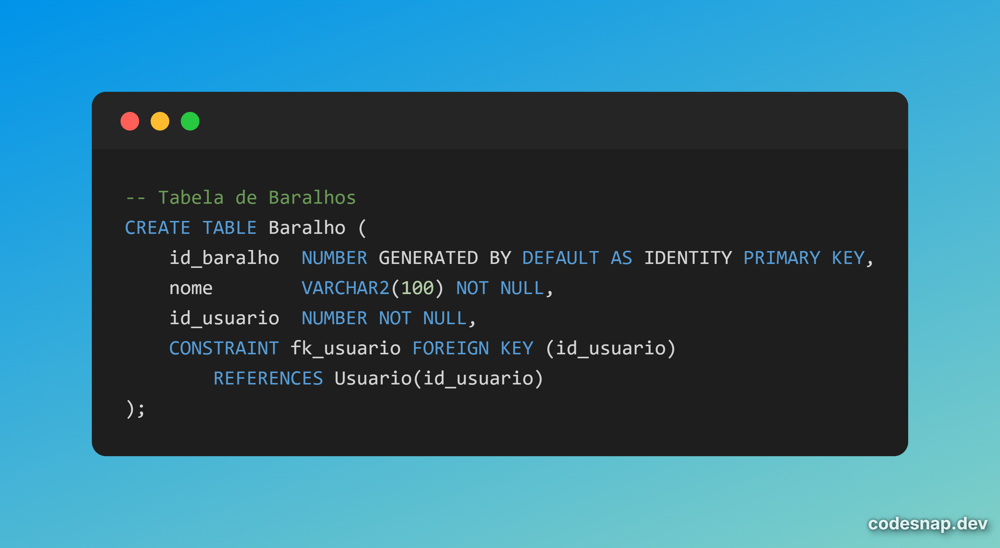 -- Tabela de Baralhos
CREATE TABLE Baralho (
    id_baralho  NUMBER GENERATED BY DEFAULT AS IDENTITY PRIMARY KEY,
    nome        VARCHAR2(100) NOT NULL,
    id_usuario  NUMBER NOT NULL,
    CONSTRAINT fk_usuario FOREIGN KEY (id_usuario)
        REFERENCES Usuario(id_usuario)
);
codesnap.dev